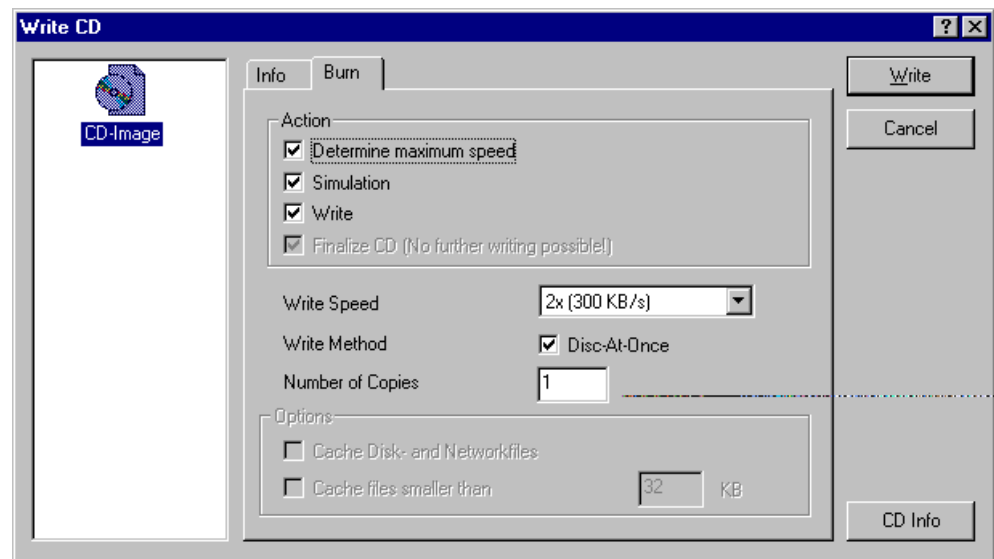 Write CD
CD-Image
Info Burn
Action
Determine maximum speed
Simulation
Write
Finalize CD (No further writing possible!)
Write Speed 2x (300 KB/s)
Write Method Disc-At-Once
Number of Copies 1
Options
Cache Disk- and Networkfiles
Cache files smaller than 32 KB
Write
Cancel
CD Info